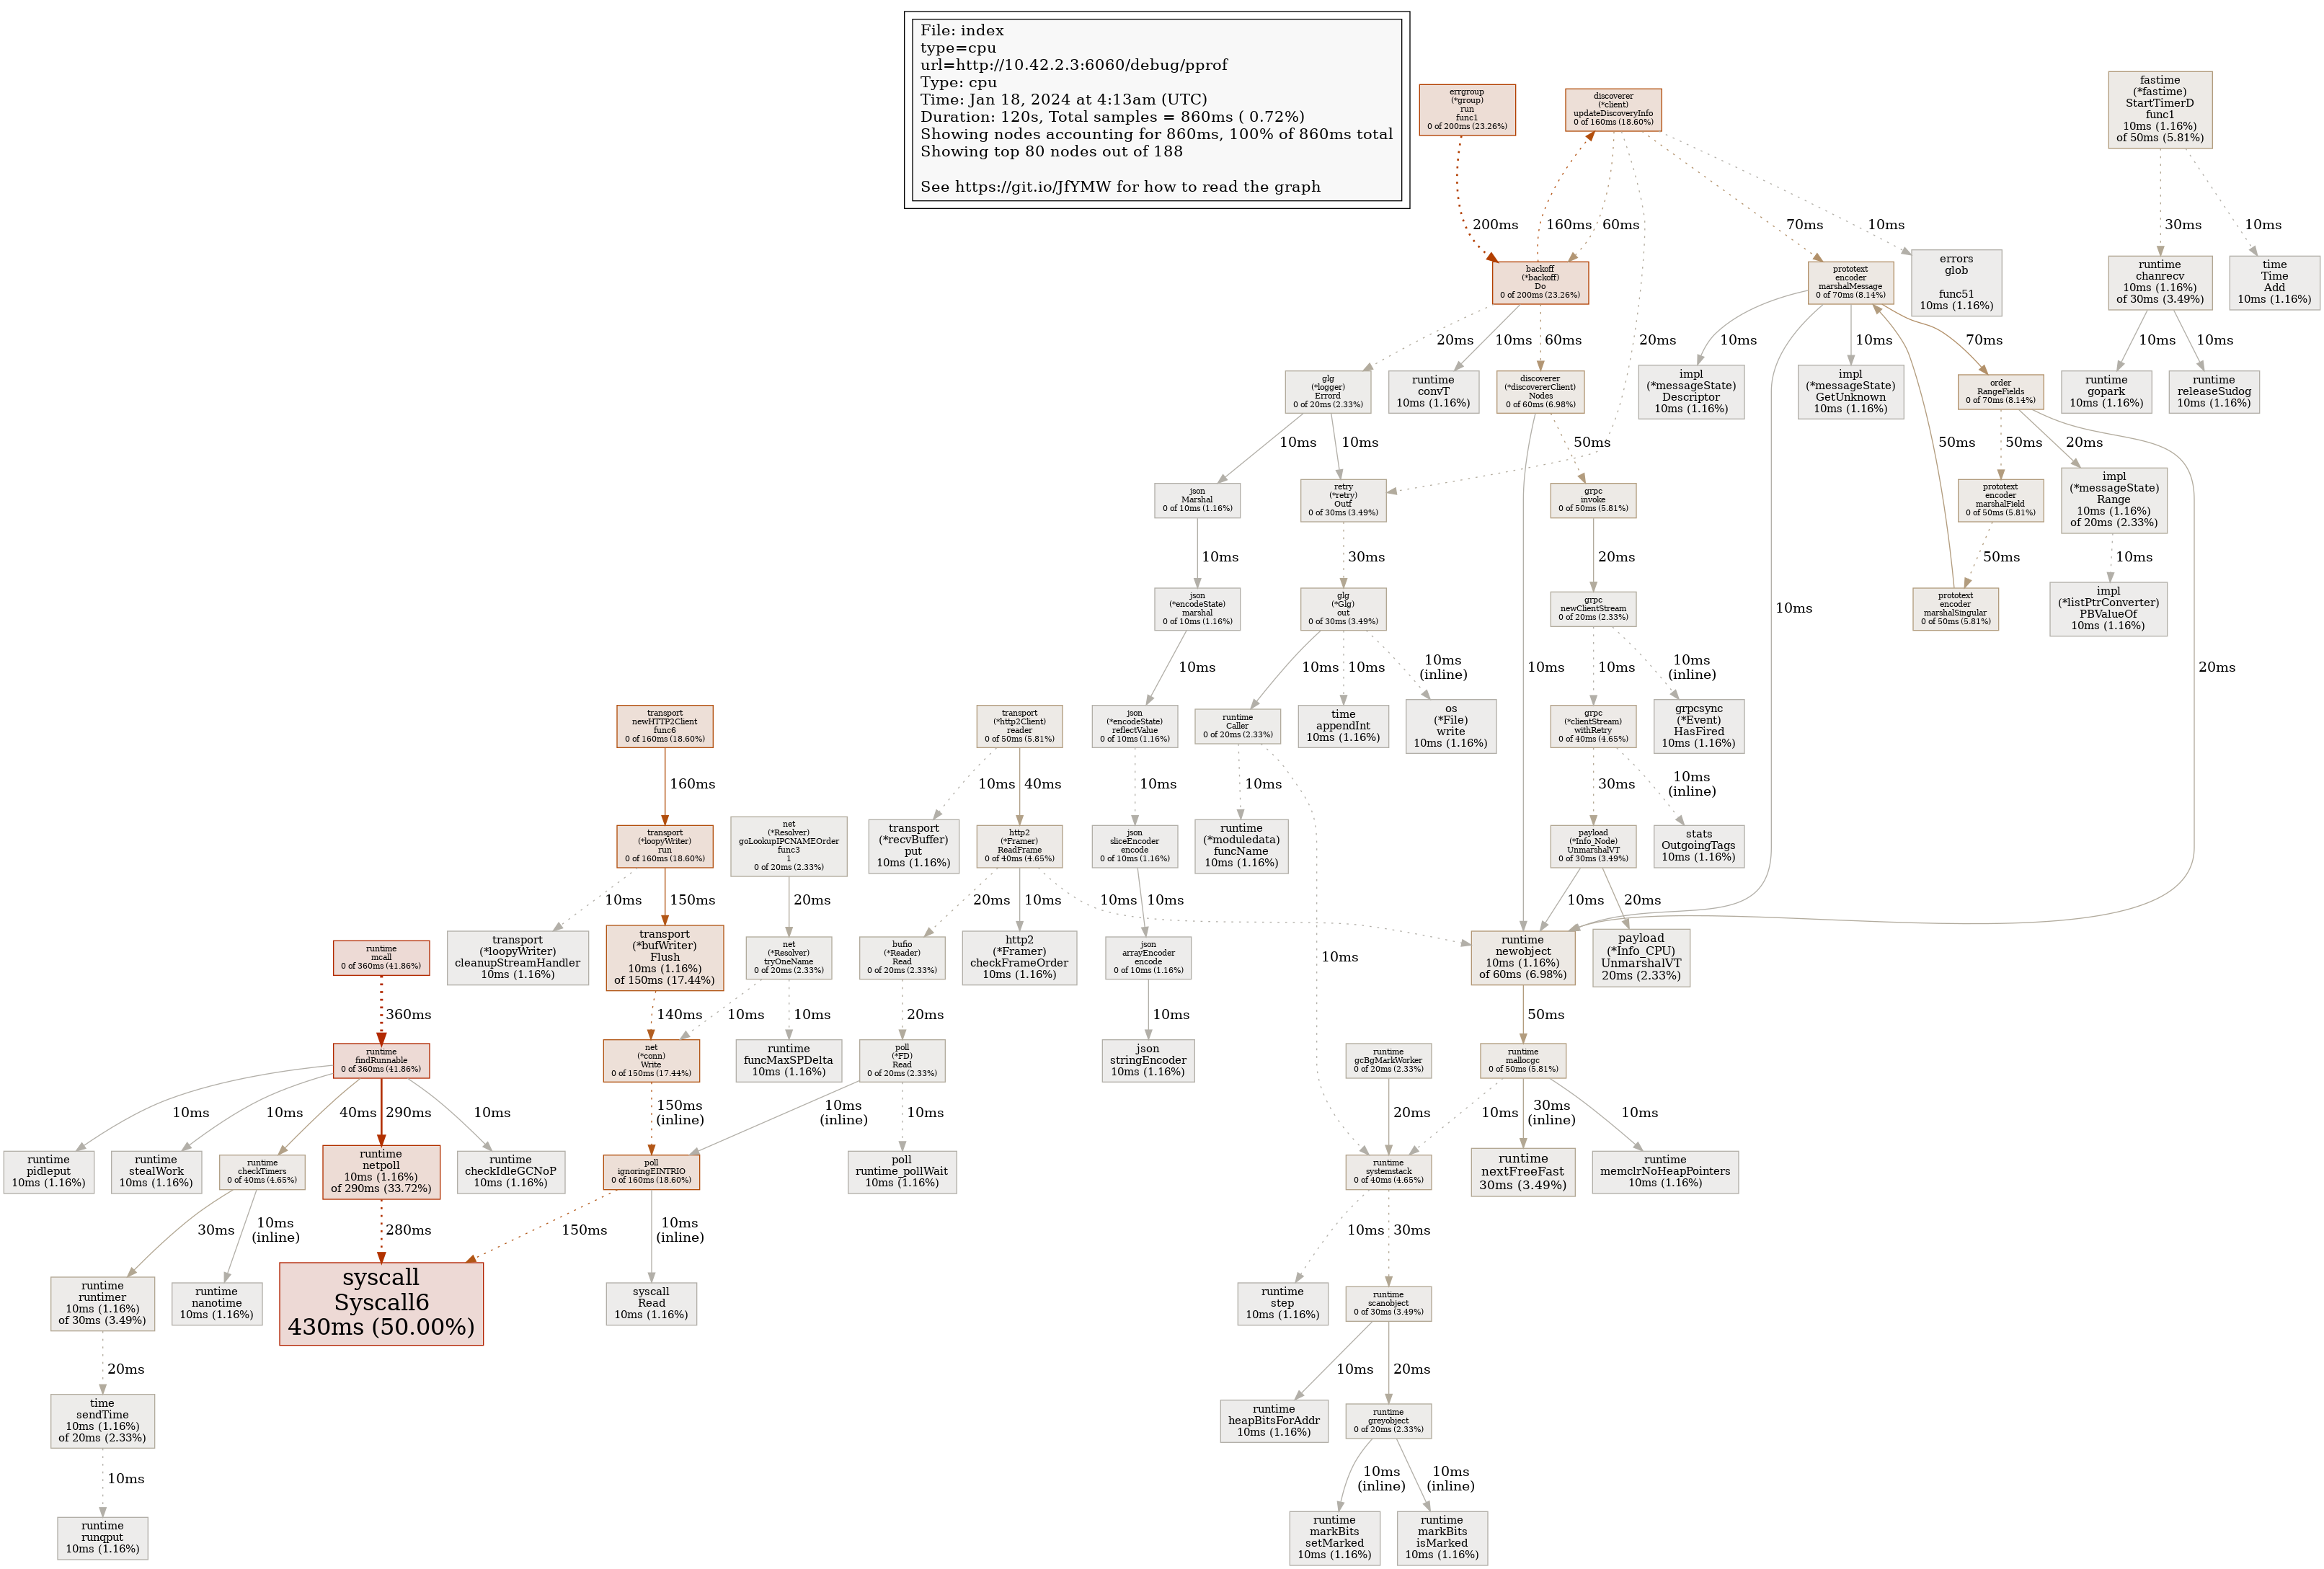 File: index
type=cpu
url=http://10.42.2.3:6060/debug/pprof
Type: cpu
Time: Jan 18, 2024 at 4:13am (UTC)
Duration: 120s, Total samples = 860ms ( 0.72%)
Showing nodes accounting for 860ms, 100% of 860ms total
Showing top 80 nodes out of 188
See https://git.io/JfYMW for how to read the graph
errgroup
(*group)
run
func1
0 of 200ms (23.26%)
discoverer
(*client)
updateDiscoveryInfo
0 of 160ms (18.60%)
fastime
(*fastime)
StartTimerD
func1
10ms (1.16%)
of 50ms (5.81%)
200ms
160ms
60ms
70ms
10ms
30ms
10ms
backoff
(*backoff)
Do
0 of 200ms (23.26%)
prototext
encoder
marshalMessage
0 of 70ms (8.14%)
errors
glob
func51
10ms (1.16%)
runtime
chanrecv
10ms (1.16%)
of 30ms (3.49%)
time
Time
Add
10ms (1.16%)
20ms
10ms
60ms
20ms
10ms
10ms
70ms
10ms
10ms
glg
(*logger)
Errord
0 of 20ms (2.33%)
runtime
convT
10ms (1.16%)
discoverer
(*discovererClient)
Nodes
0 of 60ms (6.98%)
impl
(*messageState)
Descriptor
10ms (1.16%)
impl
(*messageState)
GetUnknown
10ms (1.16%)
order
RangeFields
0 of 70ms (8.14%)
runtime
gopark
10ms (1.16%)
runtime
releaseSudog
10ms (1.16%)
10ms
10ms
50ms
50ms
50ms
20ms
json
Marshal
0 of 10ms (1.16%)
retry
(*retry)
Outf
0 of 30ms (3.49%)
grpc
invoke
0 of 50ms (5.81%)
prototext
encoder
marshalField
0 of 50ms (5.81%)
impl
(*messageState)
Range
10ms (1.16%)
of 20ms (2.33%)
10ms
30ms
20ms
50ms
10ms
json
(*encodeState)
marshal
0 of 10ms (1.16%)
glg
(*Glg)
out
0 of 30ms (3.49%)
grpc
newClientStream
0 of 20ms (2.33%)
10ms
prototext
encoder
marshalSingular
0 of 50ms (5.81%)
impl
(*listPtrConverter)
PBValueOf
10ms (1.16%)
10ms
10ms
10ms
10ms
(inline)
10ms
10ms
10ms
(inline)
20ms
transport
newHTTP2Client
func6
0 of 160ms (18.60%)
transport
(*http2Client)
reader
0 of 50ms (5.81%)
json
(*encodeState)
reflectValue
0 of 10ms (1.16%)
runtime
Caller
0 of 20ms (2.33%)
time
appendInt
10ms (1.16%)
os
(*File)
write
10ms (1.16%)
grpc
(*clientStream)
withRetry
0 of 40ms (4.65%)
grpcsync
(*Event)
HasFired
10ms (1.16%)
160ms
10ms
40ms
10ms
10ms
30ms
10ms
(inline)
transport
(*loopyWriter)
run
0 of 160ms (18.60%)
net
(*Resolver)
goLookupIPCNAMEOrder
func3
1
0 of 20ms (2.33%)
transport
(*recvBuffer)
put
10ms (1.16%)
http2
(*Framer)
ReadFrame
0 of 40ms (4.65%)
json
sliceEncoder
encode
0 of 10ms (1.16%)
runtime
(*moduledata)
funcName
10ms (1.16%)
payload
(*Info_Node)
UnmarshalVT
0 of 30ms (3.49%)
stats
OutgoingTags
10ms (1.16%)
10ms
150ms
20ms
20ms
10ms
10ms
10ms
10ms
20ms
runtime
mcall
0 of 360ms (41.86%)
transport
(*loopyWriter)
cleanupStreamHandler
10ms (1.16%)
transport
(*bufWriter)
Flush
10ms (1.16%)
of 150ms (17.44%)
net
(*Resolver)
tryOneName
0 of 20ms (2.33%)
bufio
(*Reader)
Read
0 of 20ms (2.33%)
http2
(*Framer)
checkFrameOrder
10ms (1.16%)
json
arrayEncoder
encode
0 of 10ms (1.16%)
10ms
runtime
newobject
10ms (1.16%)
of 60ms (6.98%)
payload
(*Info_CPU)
UnmarshalVT
20ms (2.33%)
360ms
140ms
10ms
10ms
20ms
10ms
50ms
runtime
findRunnable
0 of 360ms (41.86%)
net
(*conn)
Write
0 of 150ms (17.44%)
runtime
funcMaxSPDelta
10ms (1.16%)
poll
(*FD)
Read
0 of 20ms (2.33%)
json
stringEncoder
10ms (1.16%)
runtime
gcBgMarkWorker
0 of 20ms (2.33%)
runtime
mallocgc
0 of 50ms (5.81%)
10ms
10ms
40ms
290ms
10ms
150ms
(inline)
10ms
(inline)
10ms
20ms
10ms
30ms
(inline)
10ms
runtime
pidleput
10ms (1.16%)
runtime
stealWork
10ms (1.16%)
runtime
checkTimers
0 of 40ms (4.65%)
runtime
netpoll
10ms (1.16%)
of 290ms (33.72%)
runtime
checkIdleGCNoP
10ms (1.16%)
poll
ignoringEINTRIO
0 of 160ms (18.60%)
poll
runtime_pollWait
10ms (1.16%)
runtime
systemstack
0 of 40ms (4.65%)
runtime
nextFreeFast
30ms (3.49%)
runtime
memclrNoHeapPointers
10ms (1.16%)
30ms
10ms
(inline)
280ms
150ms
10ms
(inline)
10ms
30ms
runtime
runtimer
10ms (1.16%)
of 30ms (3.49%)
runtime
nanotime
10ms (1.16%)
syscall
Syscall6
430ms (50.00%)
syscall
Read
10ms (1.16%)
runtime
step
10ms (1.16%)
runtime
scanobject
0 of 30ms (3.49%)
20ms
10ms
20ms
time
sendTime
10ms (1.16%)
of 20ms (2.33%)
runtime
heapBitsForAddr
10ms (1.16%)
runtime
greyobject
0 of 20ms (2.33%)
10ms
10ms
(inline)
10ms
(inline)
runtime
runqput
10ms (1.16%)
runtime
markBits
setMarked
10ms (1.16%)
runtime
markBits
isMarked
10ms (1.16%)